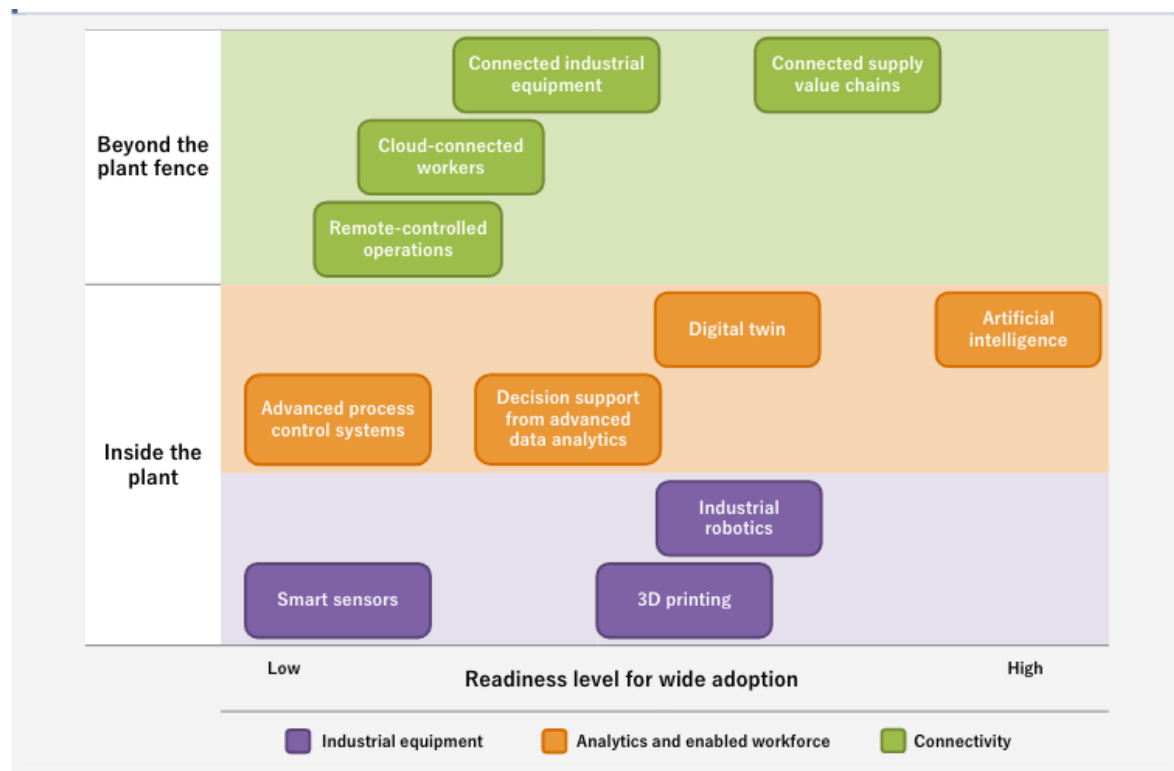 Beyond the
plant fence
Connected industrial
equipment
Connected supply
value chains
Cloud-connected
workers
Remote-controlled
operations
Inside the
plant
Digital twin
Artificial
intelligence
Advanced process
control systems
Decision support
from advanced
data analytics
Industrial
robotics
Smart sensors
3D printing
Low
Readiness level for wide adoption
High
Industrial equipment
Analytics and enabled workforce
Connectivity